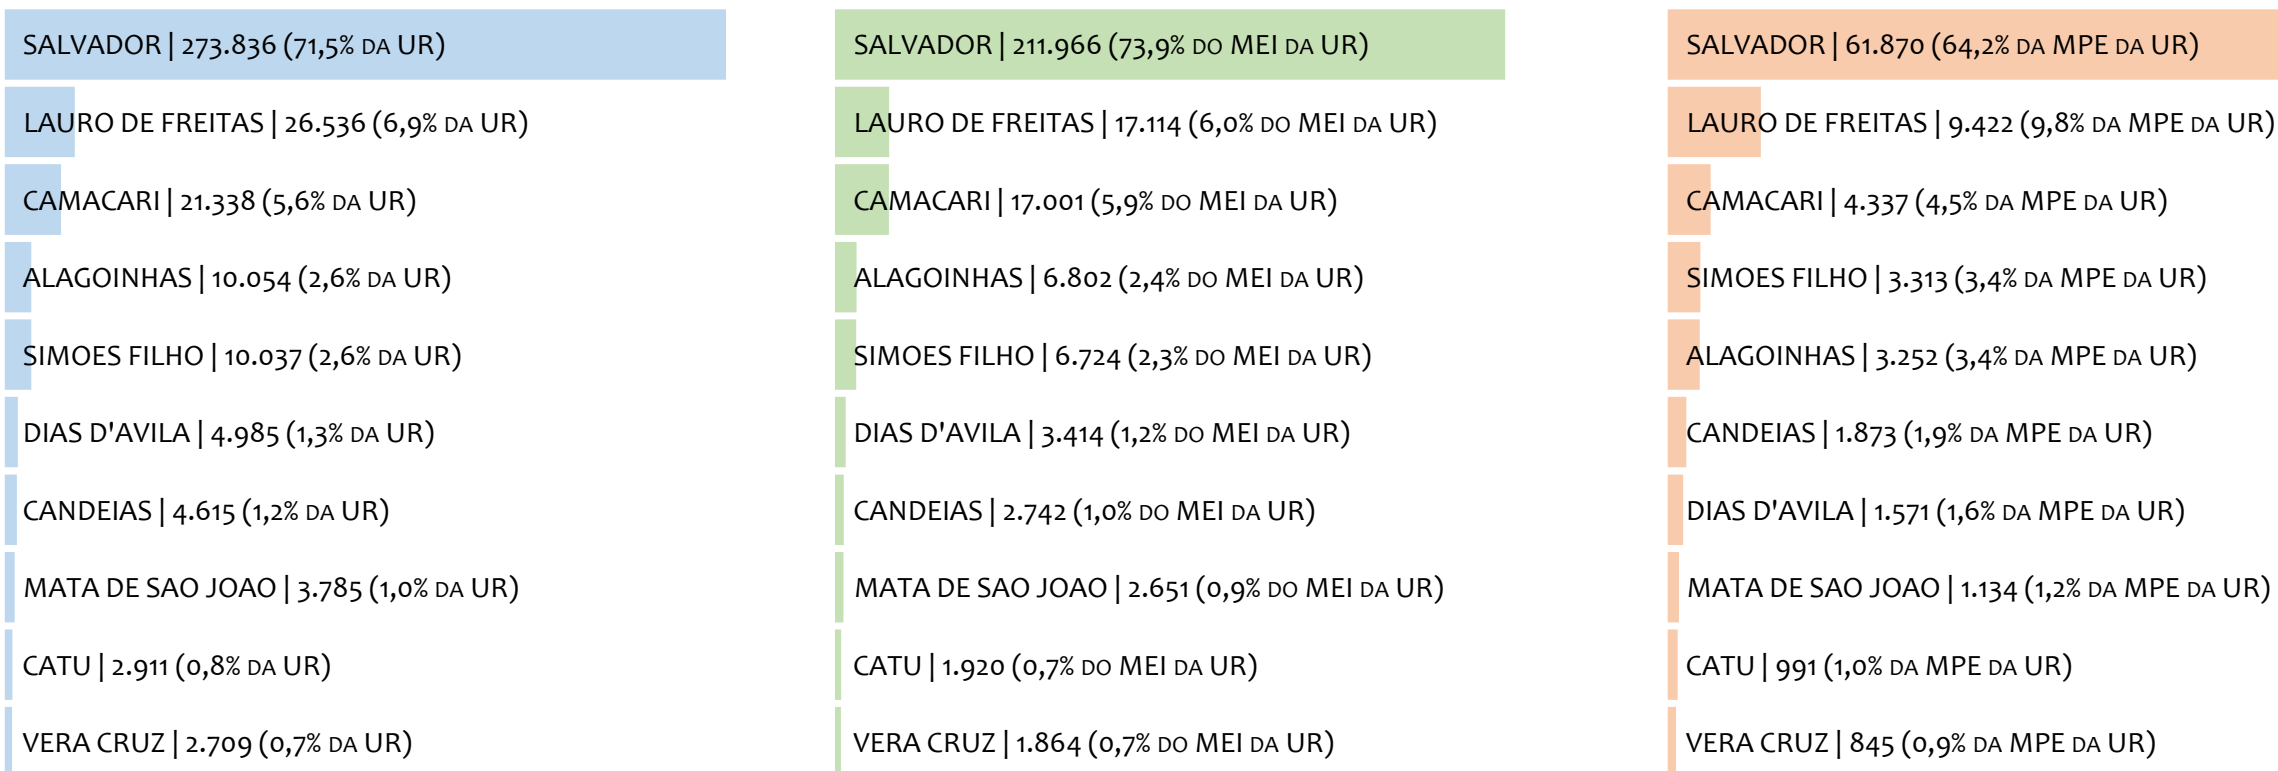 SALVADOR | 273.836 (71,5% DA UR)
LAURO DE FREITAS | 26.536 (6,9% DA UR)
CAMACARI | 21.338 (5,6% DA UR)
ALAGOINHAS | 10.054 (2,6% DA UR)
SIMOES FILHO | 10.037 (2,6% DA UR)
DIAS D'AVILA | 4.985 (1,3% DA UR)
CANDEIAS | 4.615 (1,2% DA UR)
MATA DE SAO JOAO | 3.785 (1,0% DA UR)
CATU | 2.911 (0,8% DA UR)
VERA CRUZ | 2.709 (0,7% DA UR)
SALVADOR | 211.966 (73,9% DO MEI DA UR)
LAURO DE FREITAS | 17.114 (6,0% DO MEI DA UR)
CAMACARI | 17.001 (5,9% DO MEI DA UR)
ALAGOINHAS | 6.802 (2,4% DO MEI DA UR)
SIMOES FILHO | 6.724 (2,3% DO MEI DA UR)
DIAS D'AVILA | 3.414 (1,2% DO MEI DA UR)
CANDEIAS | 2.742 (1,0% DO MEI DA UR)
MATA DE SAO JOAO | 2.651 (0,9% DO MEI DA UR)
CATU | 1.920 (0,7% DO MEI DA UR)
VERA CRUZ | 1.864 (0,7% DO MEI DA UR)
SALVADOR | 61.870 (64,2% DA MPE DA UR)
LAURO DE FREITAS | 9.422 (9,8% DA MPE DA UR)
CAMACARI | 4.337 (4,5% DA MPE DA UR)
SIMOES FILHO | 3.313 (3,4% DA MPE DA UR)
ALAGOINHAS | 3.252 (3,4% DA MPE DA UR)
CANDEIAS | 1.873 (1,9% DA MPE DA UR)
DIAS D'AVILA | 1.571 (1,6% DA MPE DA UR)
MATA DE SAO JOAO | 1.134 (1,2% DA MPE DA UR)
CATU | 991 (1,0% DA MPE DA UR)
VERA CRUZ | 845 (0,9% DA MPE DA UR)